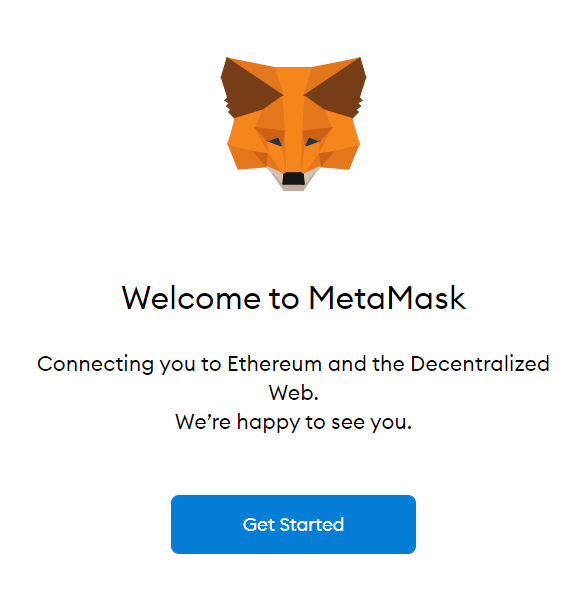 Welcome to MetaMask
Connecting you to Ethereum and the Decentralized
Web.
We’re happy to see you.
Get Started